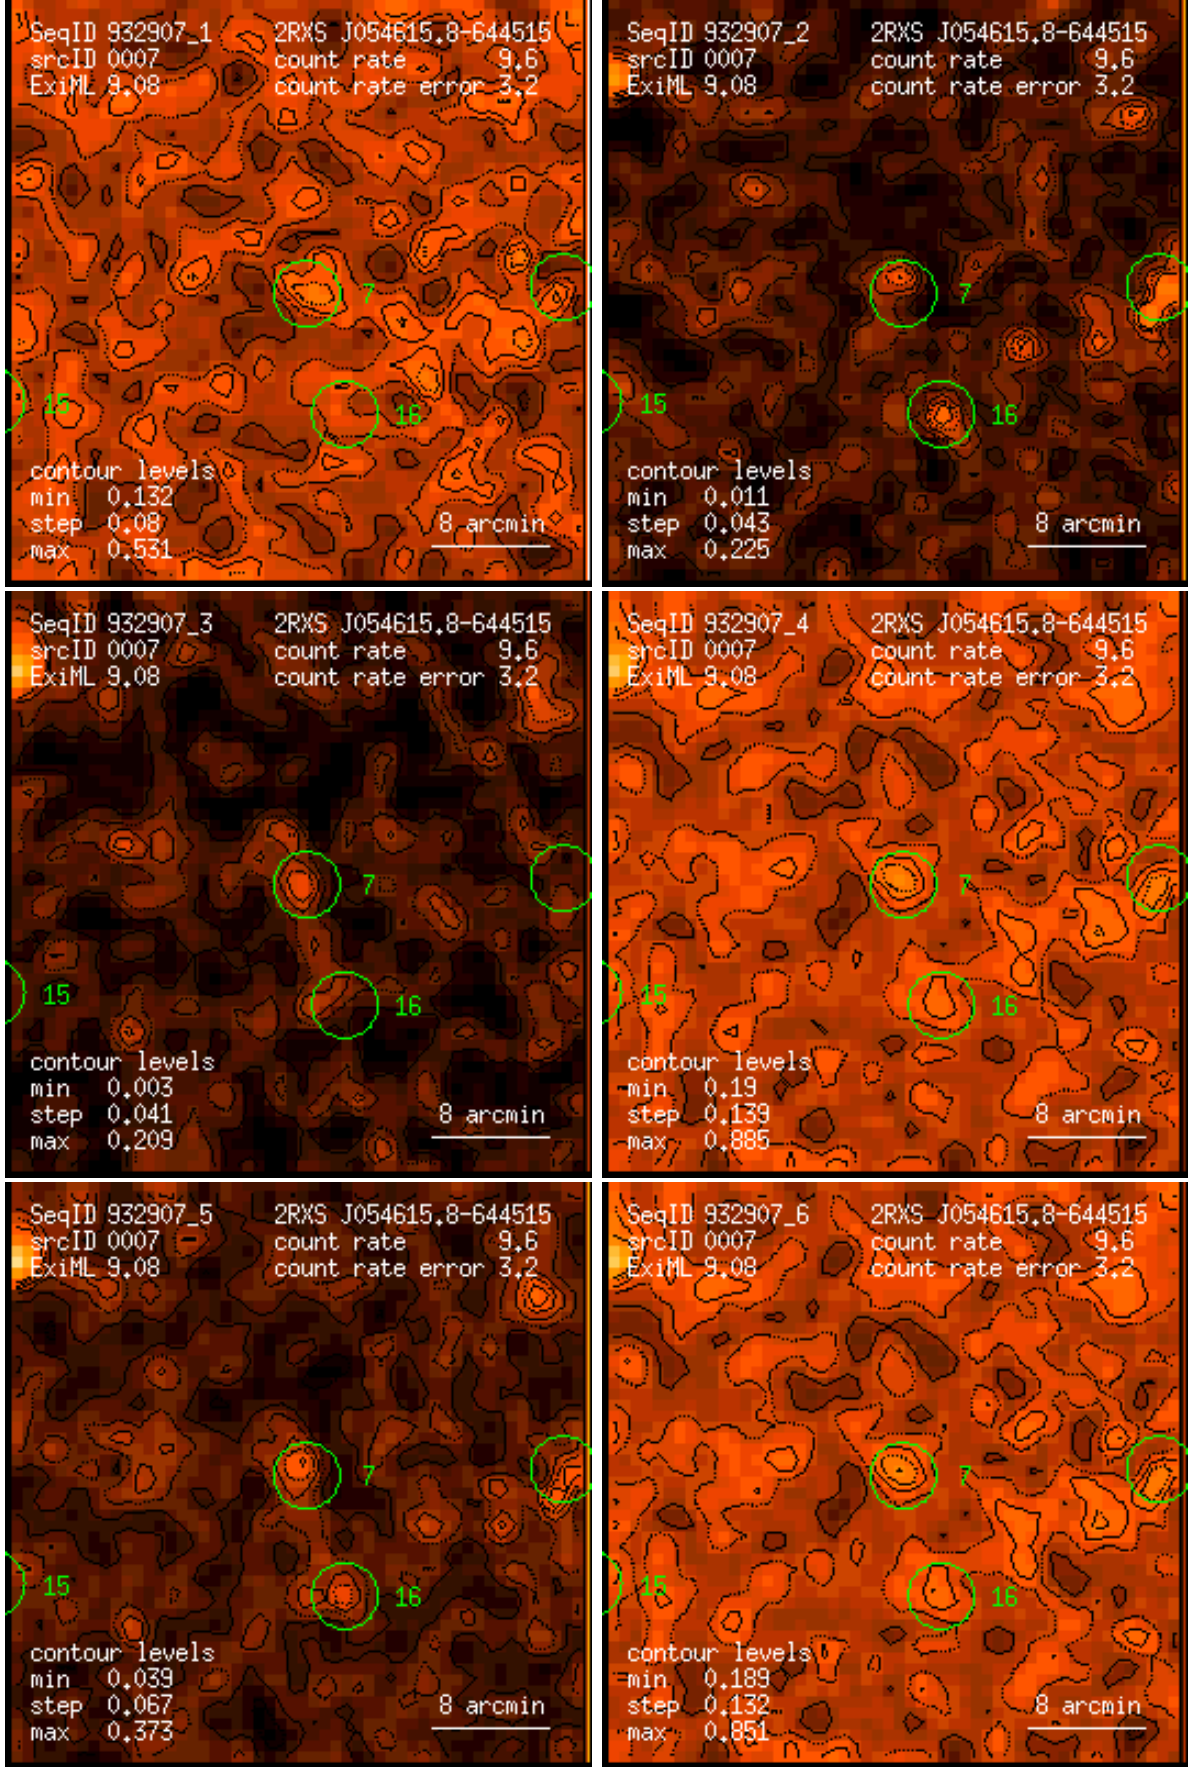 SeqID 932907_1 2RXS J054615.8-644515
srcID 0007 count rate 9.6
ExiML 9.08 count rate error 3.2
7
15
16
contour levels
min 0.132
step 0.08 8 arcmin
max 0.531
SeqID 932907_2 2RXS J054615.8-644515
srcID 0007 count rate 9.6
ExiML 9.08 count rate error 3.2
7
15
16
contour levels
min 0.011
step 0.043 8 arcmin
max 0.225
SeqID 932907_3 2RXS J054615.8-644515
srcID 0007 count rate 9.6
ExiML 9.08 count rate error 3.2
7
15
16
contour levels
min 0.003
step 0.041 8 arcmin
max 0.209
SeqID 932907_4 2RXS J054615.8-644515
srcID 0007 count rate 9.6
ExiML 9.08 count rate error 3.2
7
15
16
contour levels
min 0.19
step 0.139 8 arcmin
max 0.885
SeqID 932907_5 2RXS J054615.8-644515
srcID 0007 count rate 9.6
ExiML 9.08 count rate error 3.2
7
15
16
contour levels
min 0.039
step 0.067 8 arcmin
max 0.373
SeqID 932907_6 2RXS J054615.8-644515
srcID 0007 count rate 9.6
ExiML 9.08 count rate error 3.2
7
15
16
contour levels
min 0.189
step 0.132 8 arcmin
max 0.851